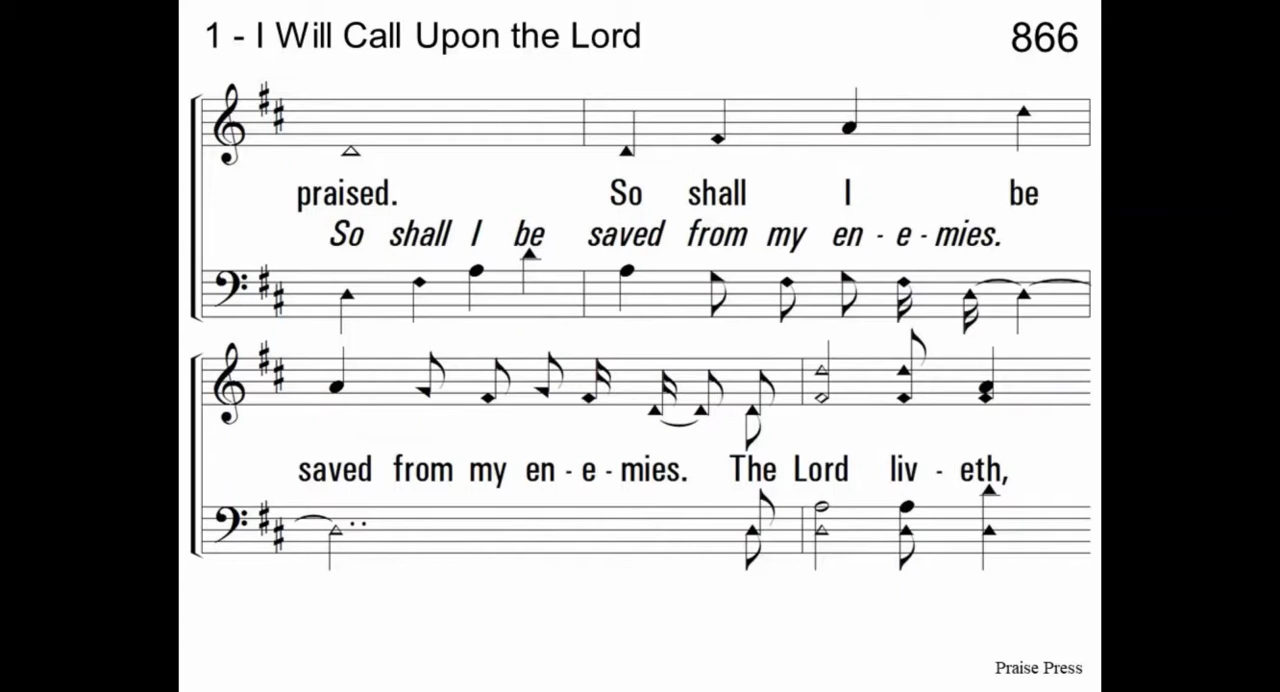 1 - I Will Call Upon the Lord 866
praised. So shall I be
So shall I be saved from my en - e - mies.
saved from my en - e - mies. The Lord liv - eth,
Praise Press